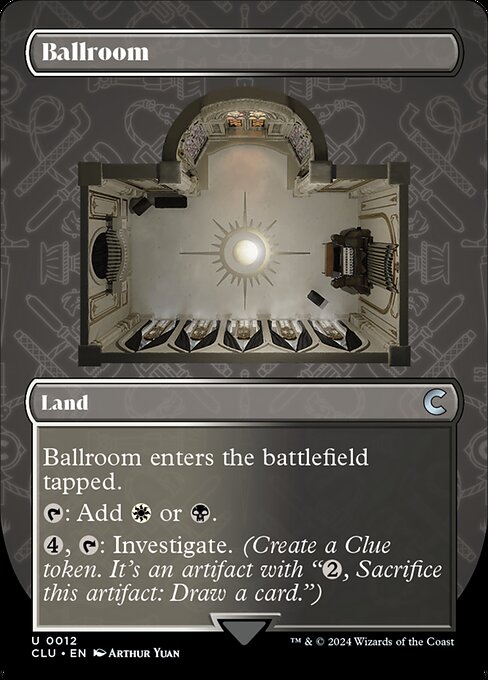 Ballroom
Land
Ballroom enters the battlefield
tapped.
: Add or .
4, : Investigate. (Create a Clue
token. It's an artifact with “2, Sacrifice
this artifact: Draw a card.”)
U 0012
™ & © 2024 Wizards of the Coast
CLU • EN Arthur Yuan